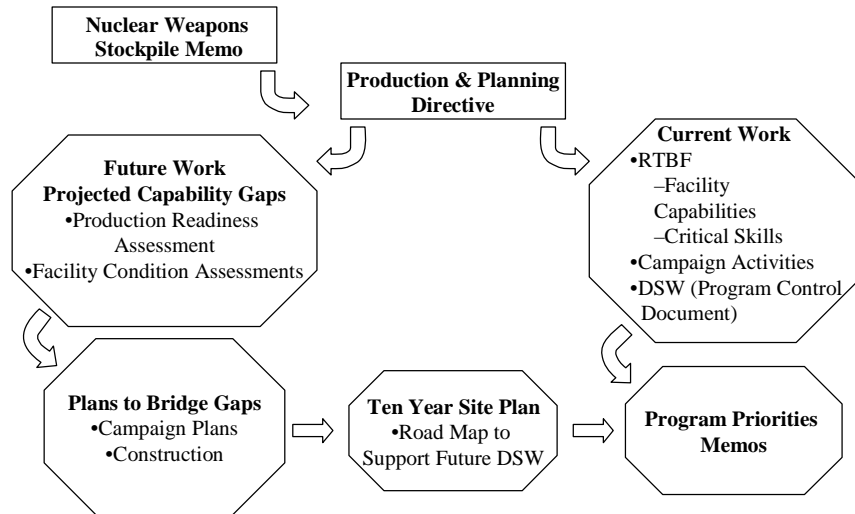 Nuclear Weapons
Stockpile Memo
Production & Planning
Directive
Future Work
Projected Capability Gaps
•Production Readiness
Assessment
•Facility Condition Assessments
Current Work
•RTBF
–Facility
Capabilities
–Critical Skills
•Campaign Activities
•DSW (Program Control
Document)
Plans to Bridge Gaps
•Campaign Plans
•Construction
Ten Year Site Plan
•Road Map to
Support Future DSW
Program Priorities
Memos